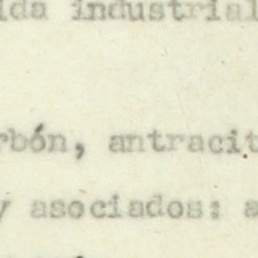 ida industrial
rbón, antracit
y asociados: a